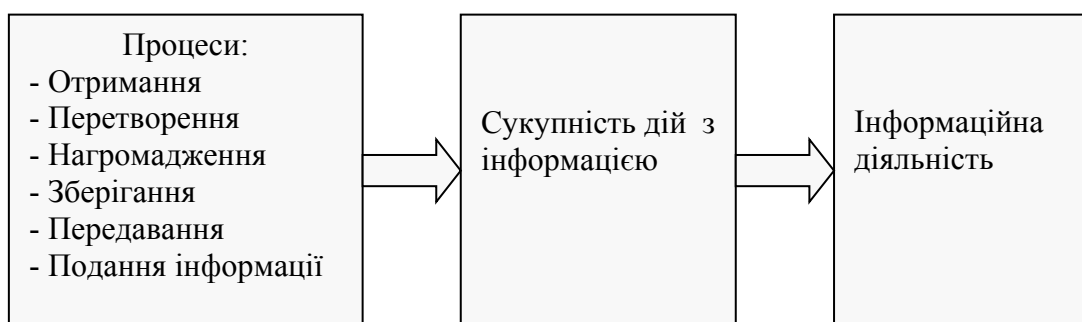 Процеси:
- Отримання
- Перетворення
- Нагромадження
- Зберігання
- Передавання
- Подання інформації
Сукупність дій з
інформацією
Інформаційна
діяльність